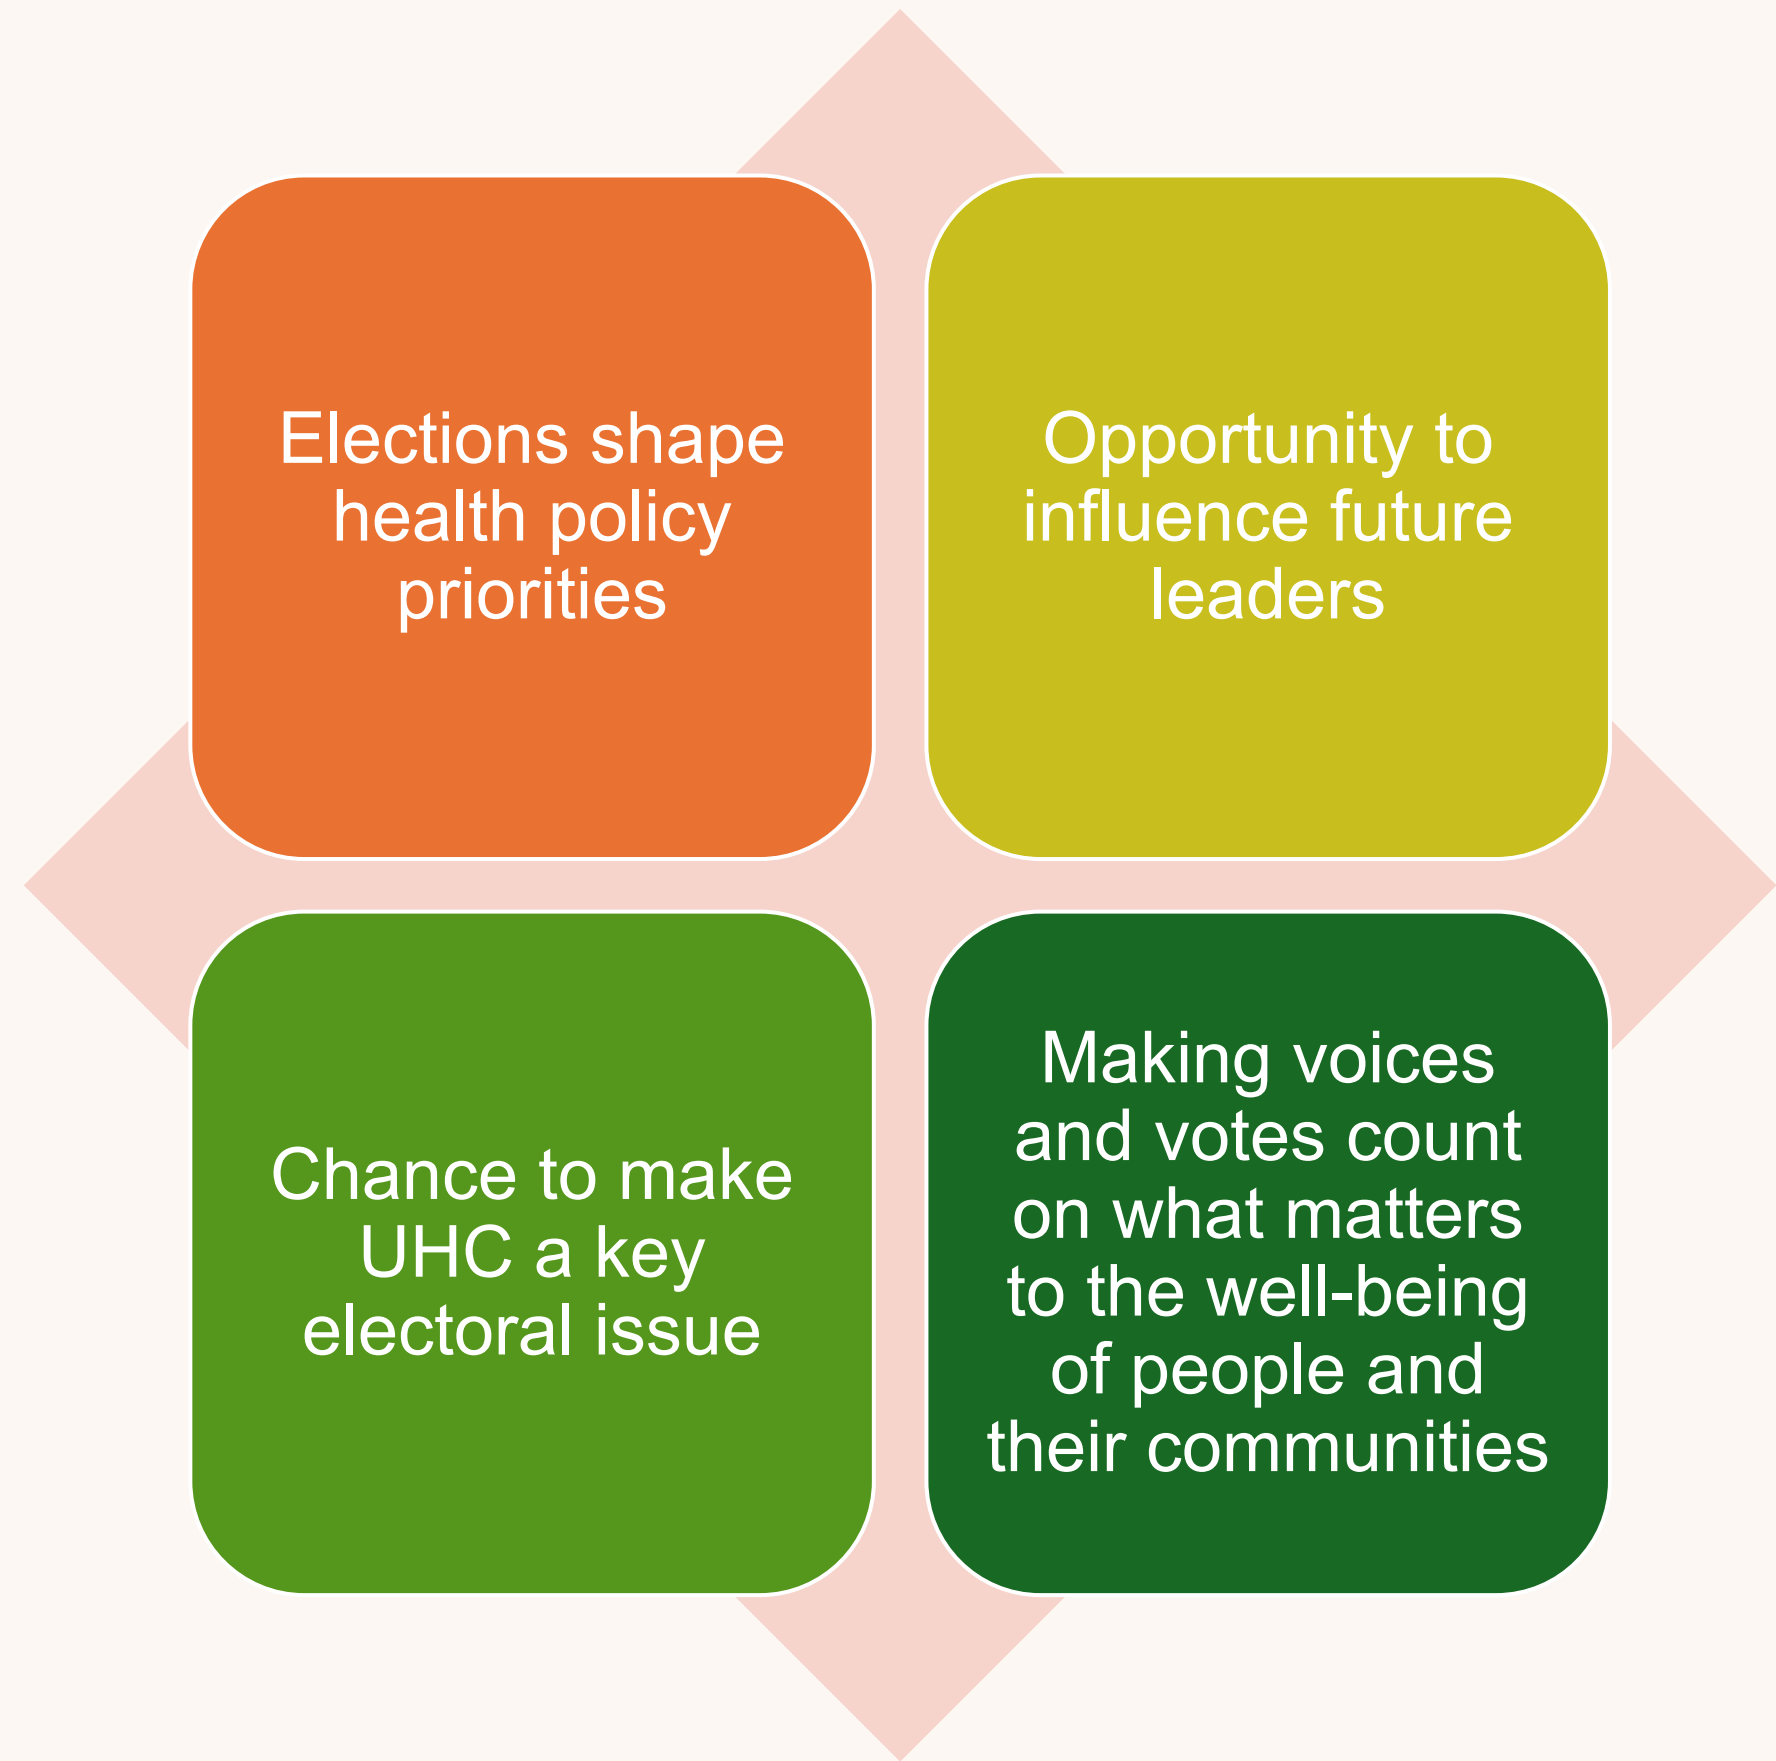 Elections shape
health policy
priorities
Opportunity to
influence future
leaders
Chance to make
UHC a key
electoral issue
Making voices
and votes count
on what matters
to the well-being
of people and
their communities